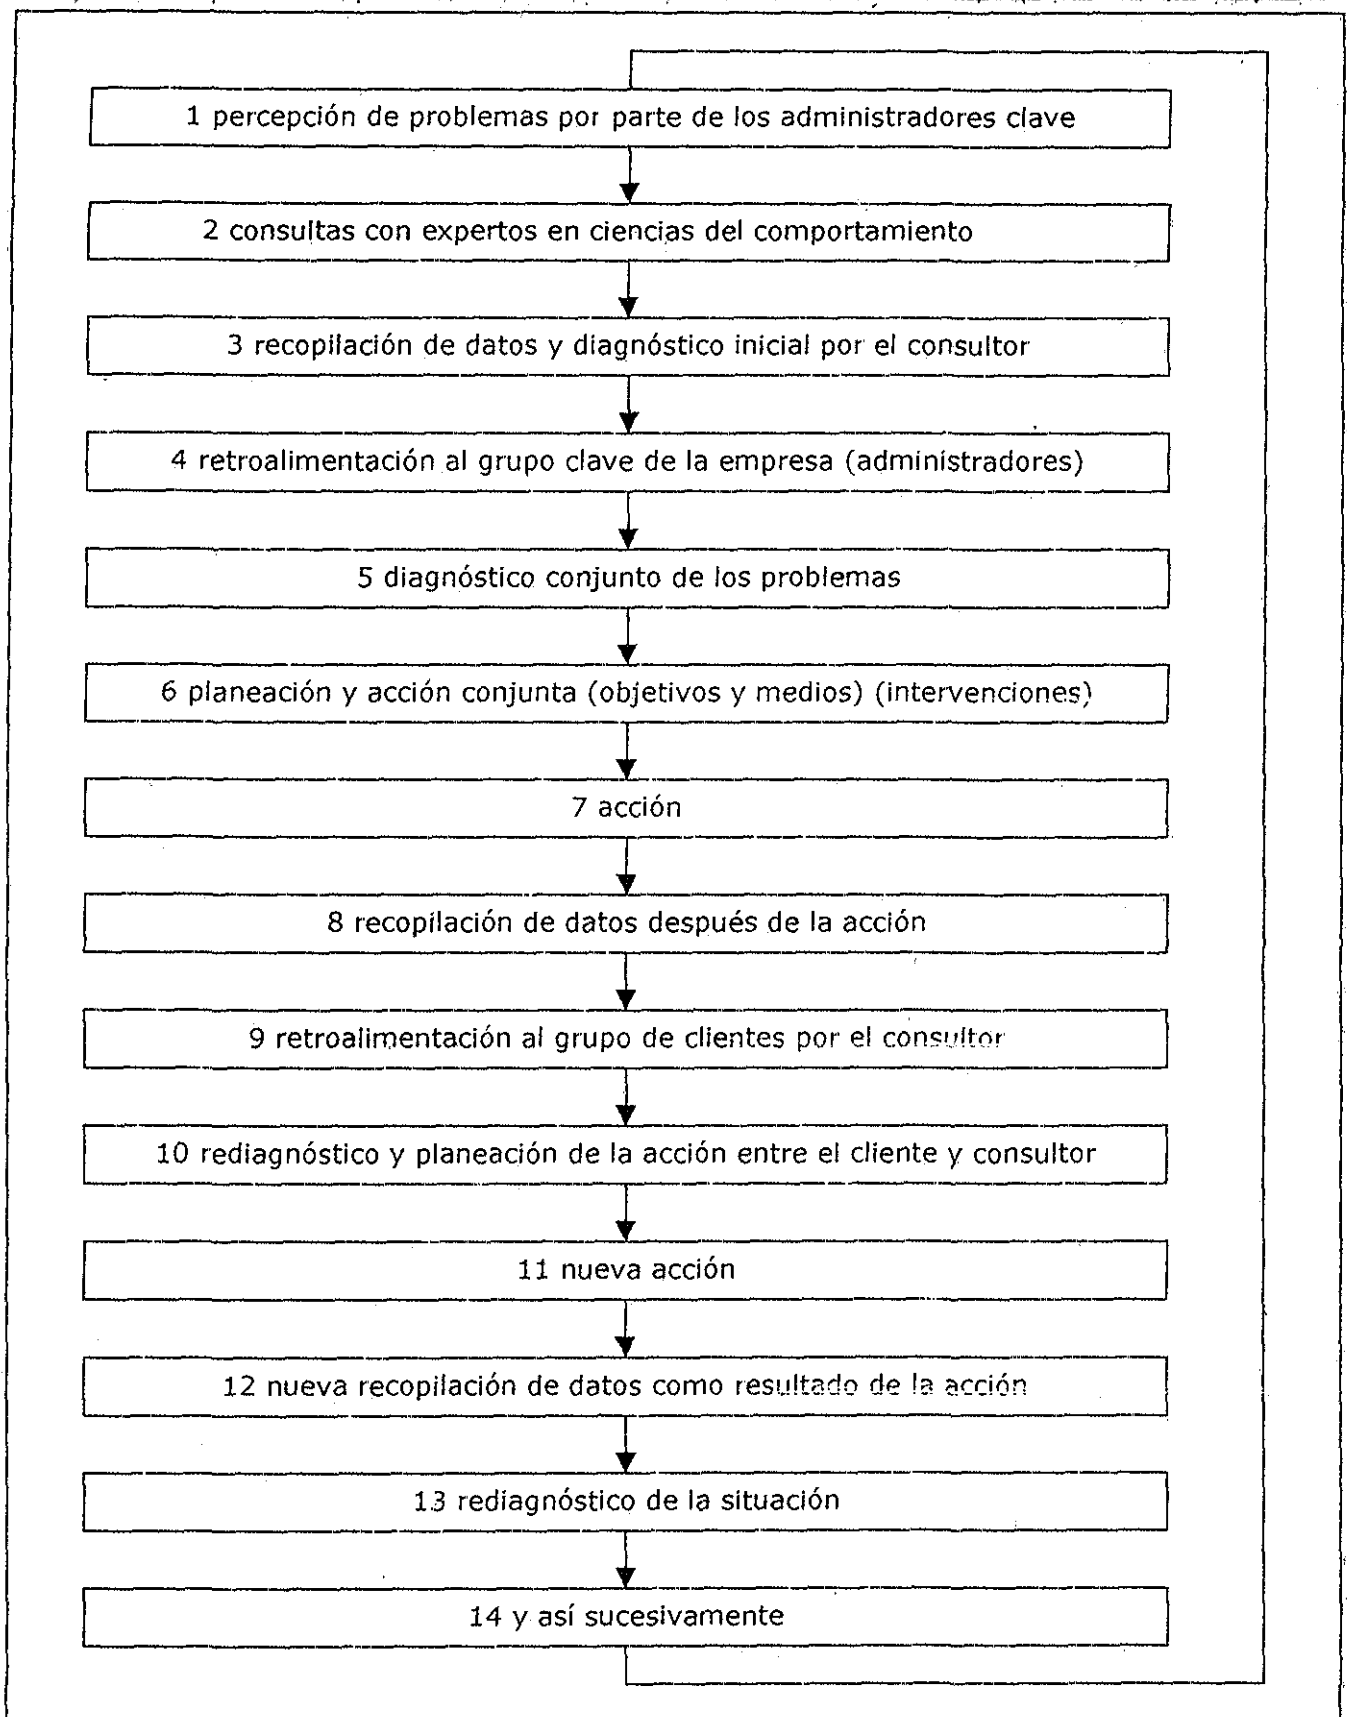 1 percepción de problemas por parte de los administradores clave
2 consultas con expertos en ciencias del comportamiento
3 recopilación de datos y diagnóstico inicial por el consultor
4 retroalimentación al grupo clave de la empresa (administradores)
5 diagnóstico conjunto de los problemas
6 planeación y acción conjunta (objetivos y medios) (intervenciones)
7 acción
8 recopilación de datos después de la acción
9 retroalimentación al grupo de clientes por el consultor
10 rediagnóstico y planeación de la acción entre el cliente y consultor
11 nueva acción
12 nueva recopilación de datos como resultado de la acción
13 rediagnóstico de la situación
14 y así sucesivamente